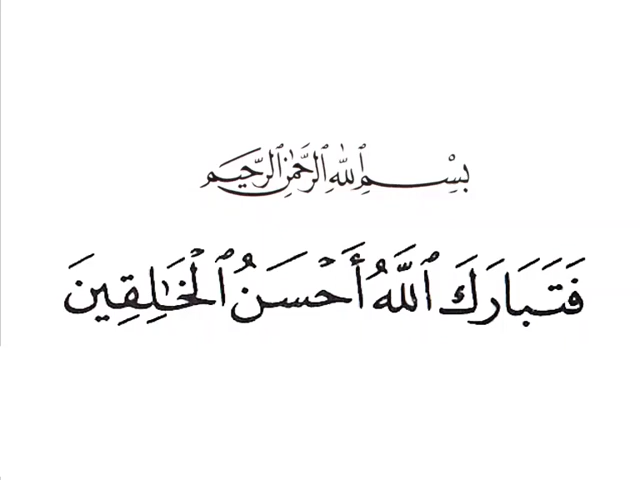 بِسْمِ ٱللَّهِ ٱلرَّحْمَٰنِ ٱلرَّحِيمِ
فَتَبَارَكَ ٱللَّهُ أَحْسَنُ ٱلْخَٰلِقِينَ